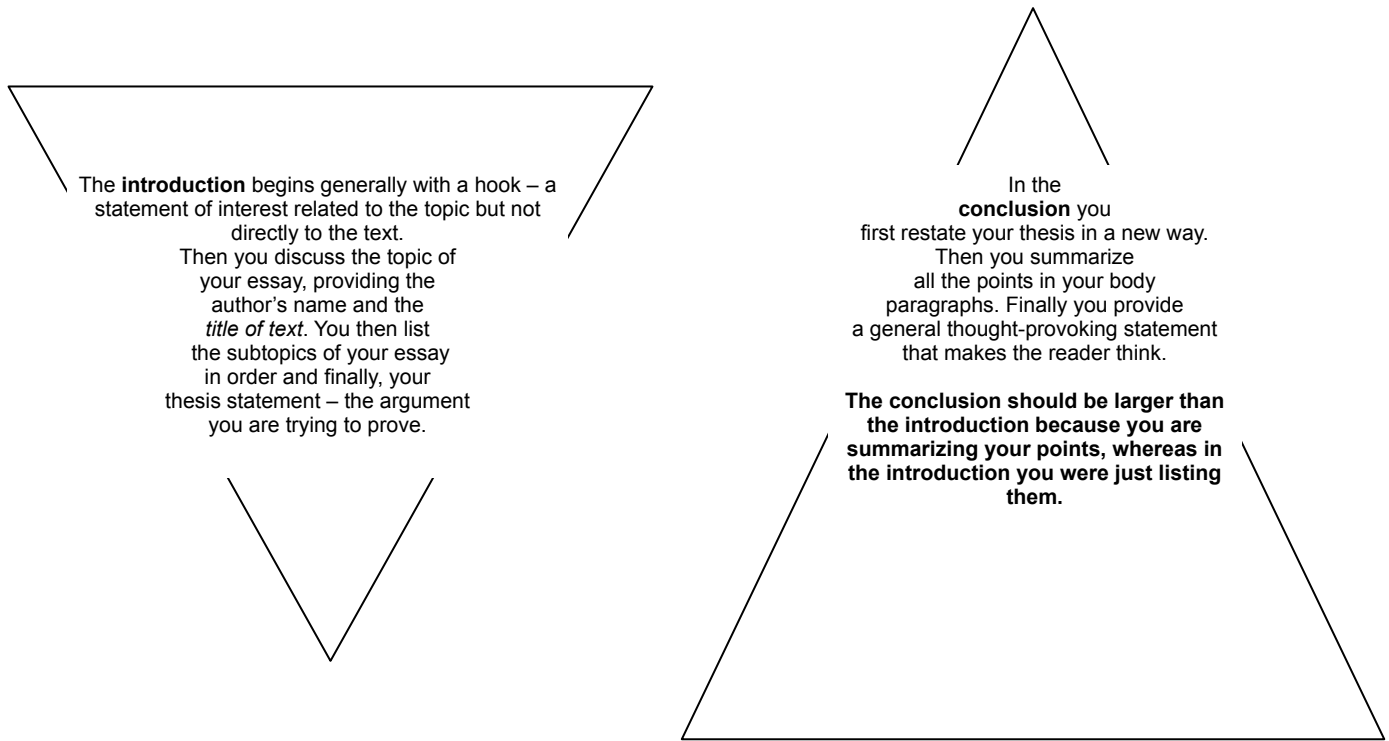 The introduction begins generally with a hook – a
statement of interest related to the topic but not
directly to the text.
Then you discuss the topic of
your essay, providing the
author’s name and the
title of text. You then list
the subtopics of your essay
in order and finally, your
thesis statement – the argument
you are trying to prove.
In the
conclusion you
first restate your thesis in a new way.
Then you summarize
all the points in your body
paragraphs. Finally you provide
a general thought-provoking statement
that makes the reader think.
The conclusion should be larger than
the introduction because you are
summarizing your points, whereas in
the introduction you were just listing
them.